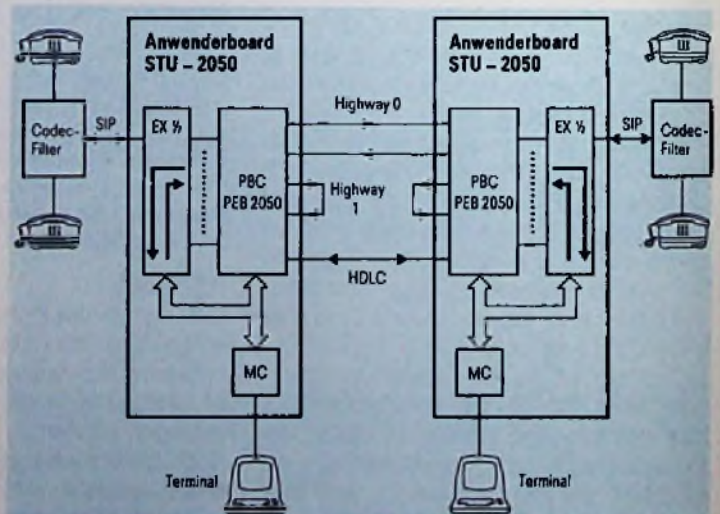 Anwenderboard
STU – 2050
Anwenderboard
STU – 2050
Codec-
Filter
SIP
EX ½
PBC
PEB 2050
Highway 0
Highway
1
HDLC
PBC
PEB 2050
EX ½
SIP
Codec-
Filter
MC
MC
Terminal
Terminal